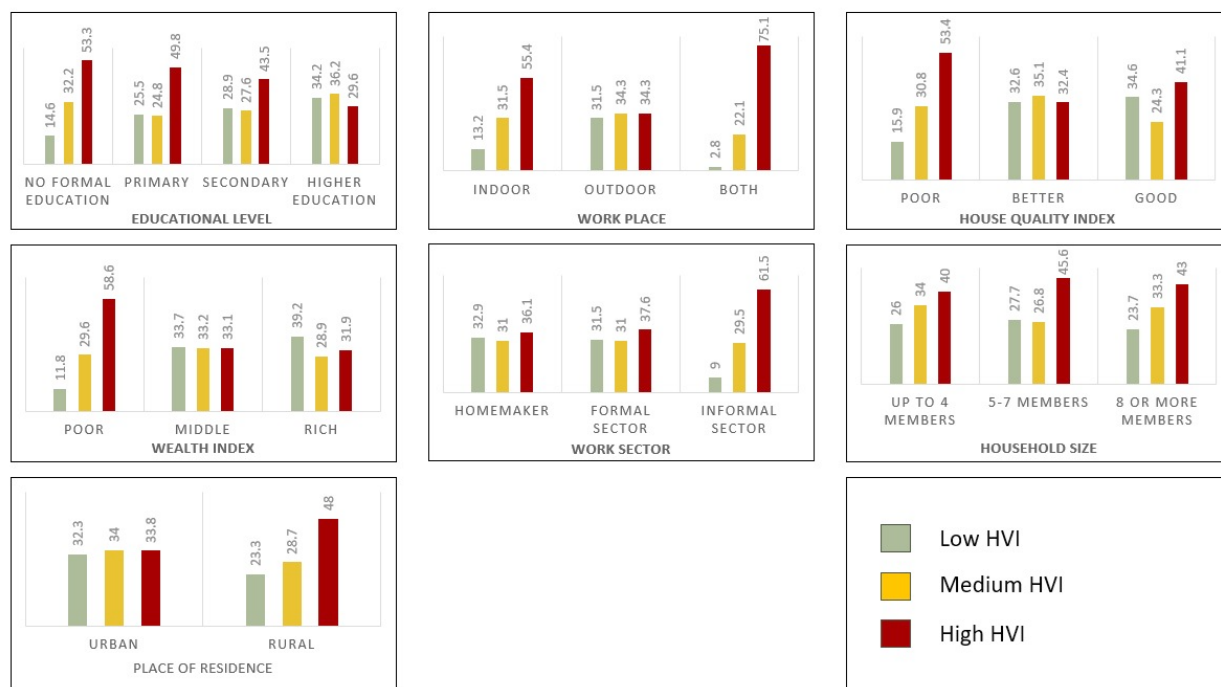 14.6
32.2
53.3
25.5
24.8
49.8
28.9
27.6
43.5
34.2
36.2
29.6
NO FORMAL
EDUCATION
PRIMARY
SECONDARY
HIGHER
EDUCATION
EDUCATIONAL LEVEL
13.2
31.5
55.4
31.5
34.3
34.3
2.8
22.1
75.1
INDOOR
OUTDOOR
BOTH
WORK PLACE
15.9
30.8
53.4
32.6
35.1
32.4
34.6
24.3
41.1
POOR
BETTER
GOOD
HOUSE QUALITY INDEX
11.8
29.6
58.6
33.7
33.2
33.1
39.2
28.9
31.9
POOR
MIDDLE
RICH
WEALTH INDEX
32.9
31
36.1
31.5
31
37.6
9
29.5
61.5
HOMEMAKER
FORMAL
SECTOR
INFORMAL
SECTOR
WORK SECTOR
26
34
40
27.7
26.8
45.6
23.7
33.3
43
UP TO 4
MEMBERS
5-7 MEMBERS
8 OR MORE
MEMBERS
HOUSEHOLD SIZE
32.3
34
33.8
23.3
28.7
48
URBAN
RURAL
PLACE OF RESIDENCE
Low HVI
Medium HVI
High HVI